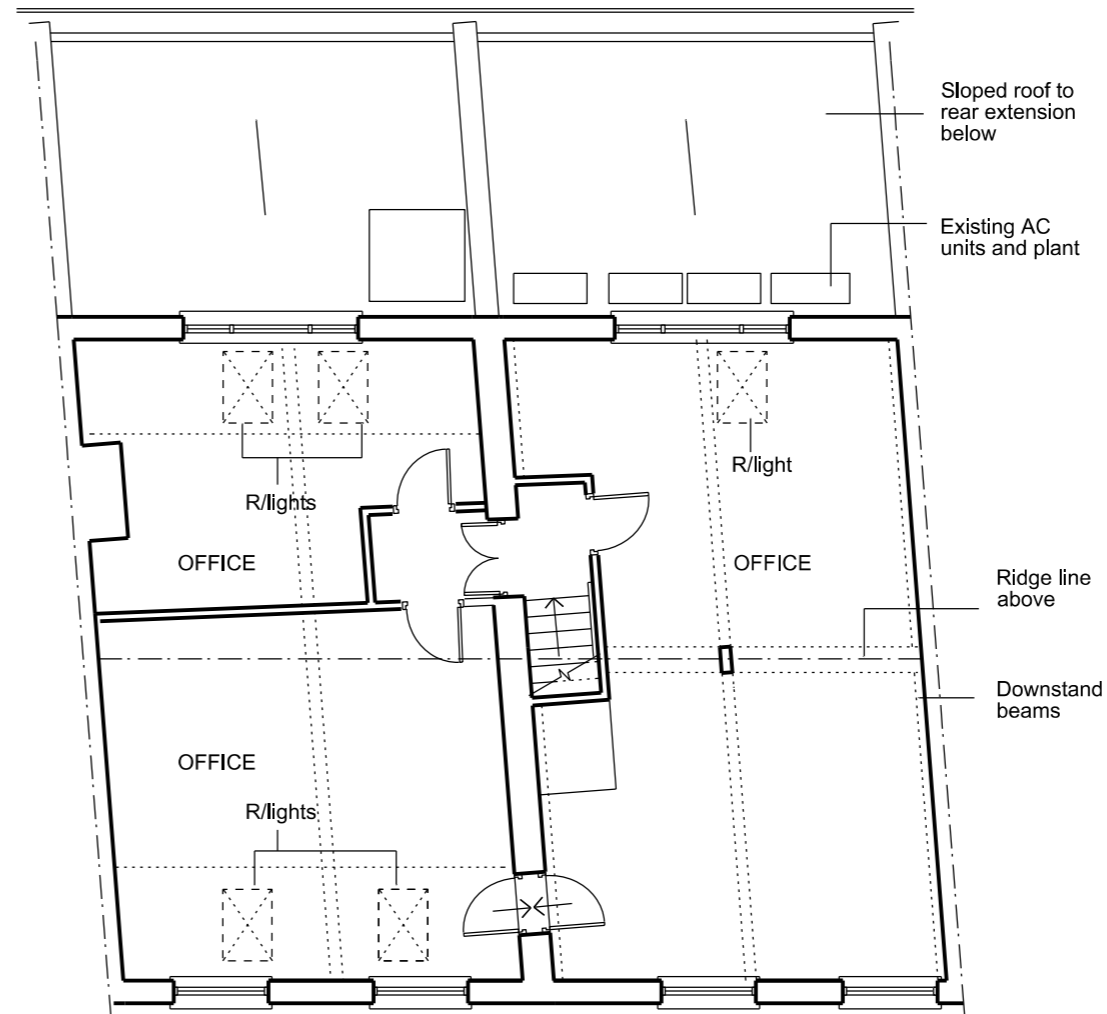 Sloped roof to
rear extension
below
Existing AC
units and plant
R/lights
R/light
OFFICE
OFFICE
Ridge line
above
Downstand
beams
OFFICE
R/lights